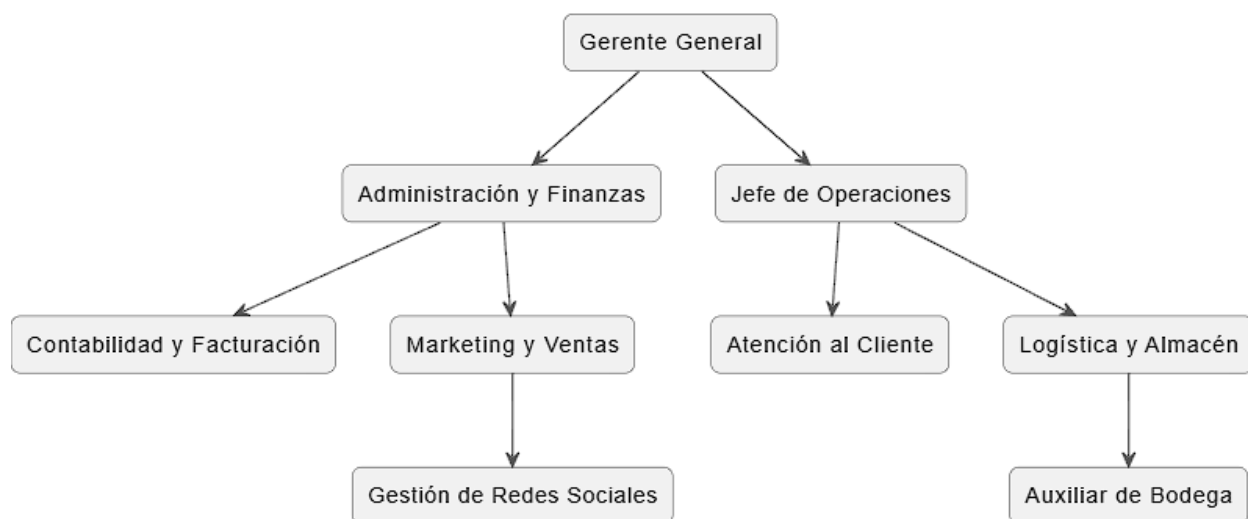 Gerente General
Administración y Finanzas
Jefe de Operaciones
Contabilidad y Facturación
Marketing y Ventas
Atención al Cliente
Logística y Almacén
Gestión de Redes Sociales
Auxiliar de Bodega